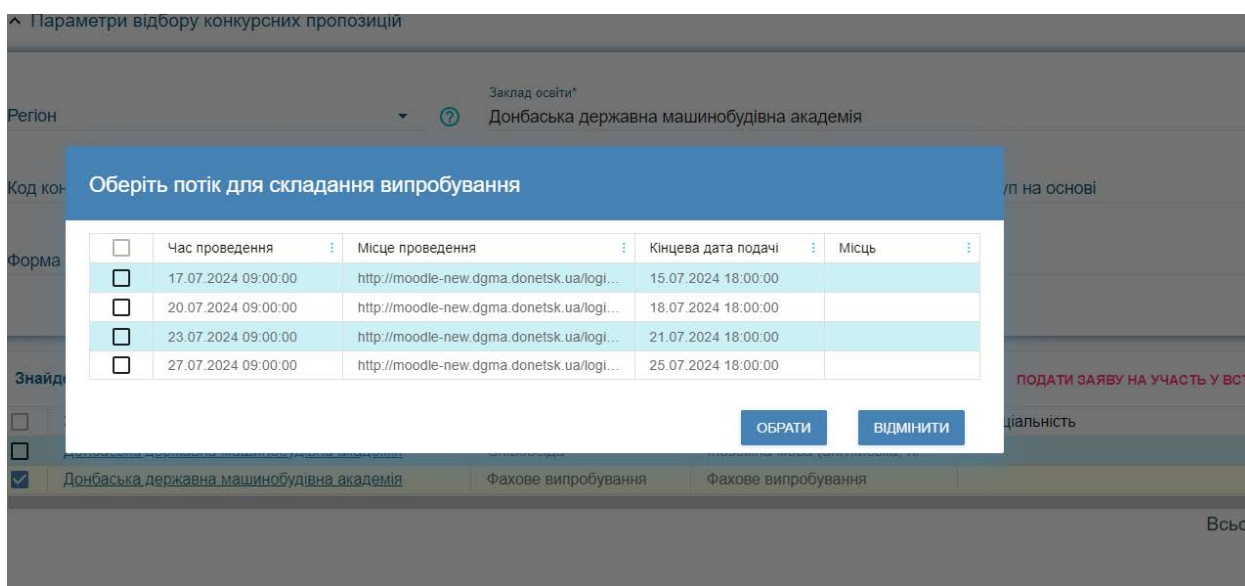 Параметри відбору конкурсних пропозицій
Заклад освіти*
Регіон Донбаська державна машинобудівна академія
Код кон уп на основі
Оберіть потік для складання випробування
Форма
Час проведення Місце проведення Кінцева дата подачі Місць
17.07.2024 09:00:00 http://moodle-new.dgma.donetsk.ua/logi... 15.07.2024 18:00:00
20.07.2024 09:00:00 http://moodle-new.dgma.donetsk.ua/logi... 18.07.2024 18:00:00
23.07.2024 09:00:00 http://moodle-new.dgma.donetsk.ua/logi... 21.07.2024 18:00:00
27.07.2024 09:00:00 http://moodle-new.dgma.donetsk.ua/logi... 25.07.2024 18:00:00
Знайде ПОДАТИ ЗАЯВУ НА УЧАСТЬ У ВСТ
ОБРАТИ ВІДМІНИТИ
ціальність
Донбаська державна машинобудівна академія Фахове випробування Фахове випробування
Всьо